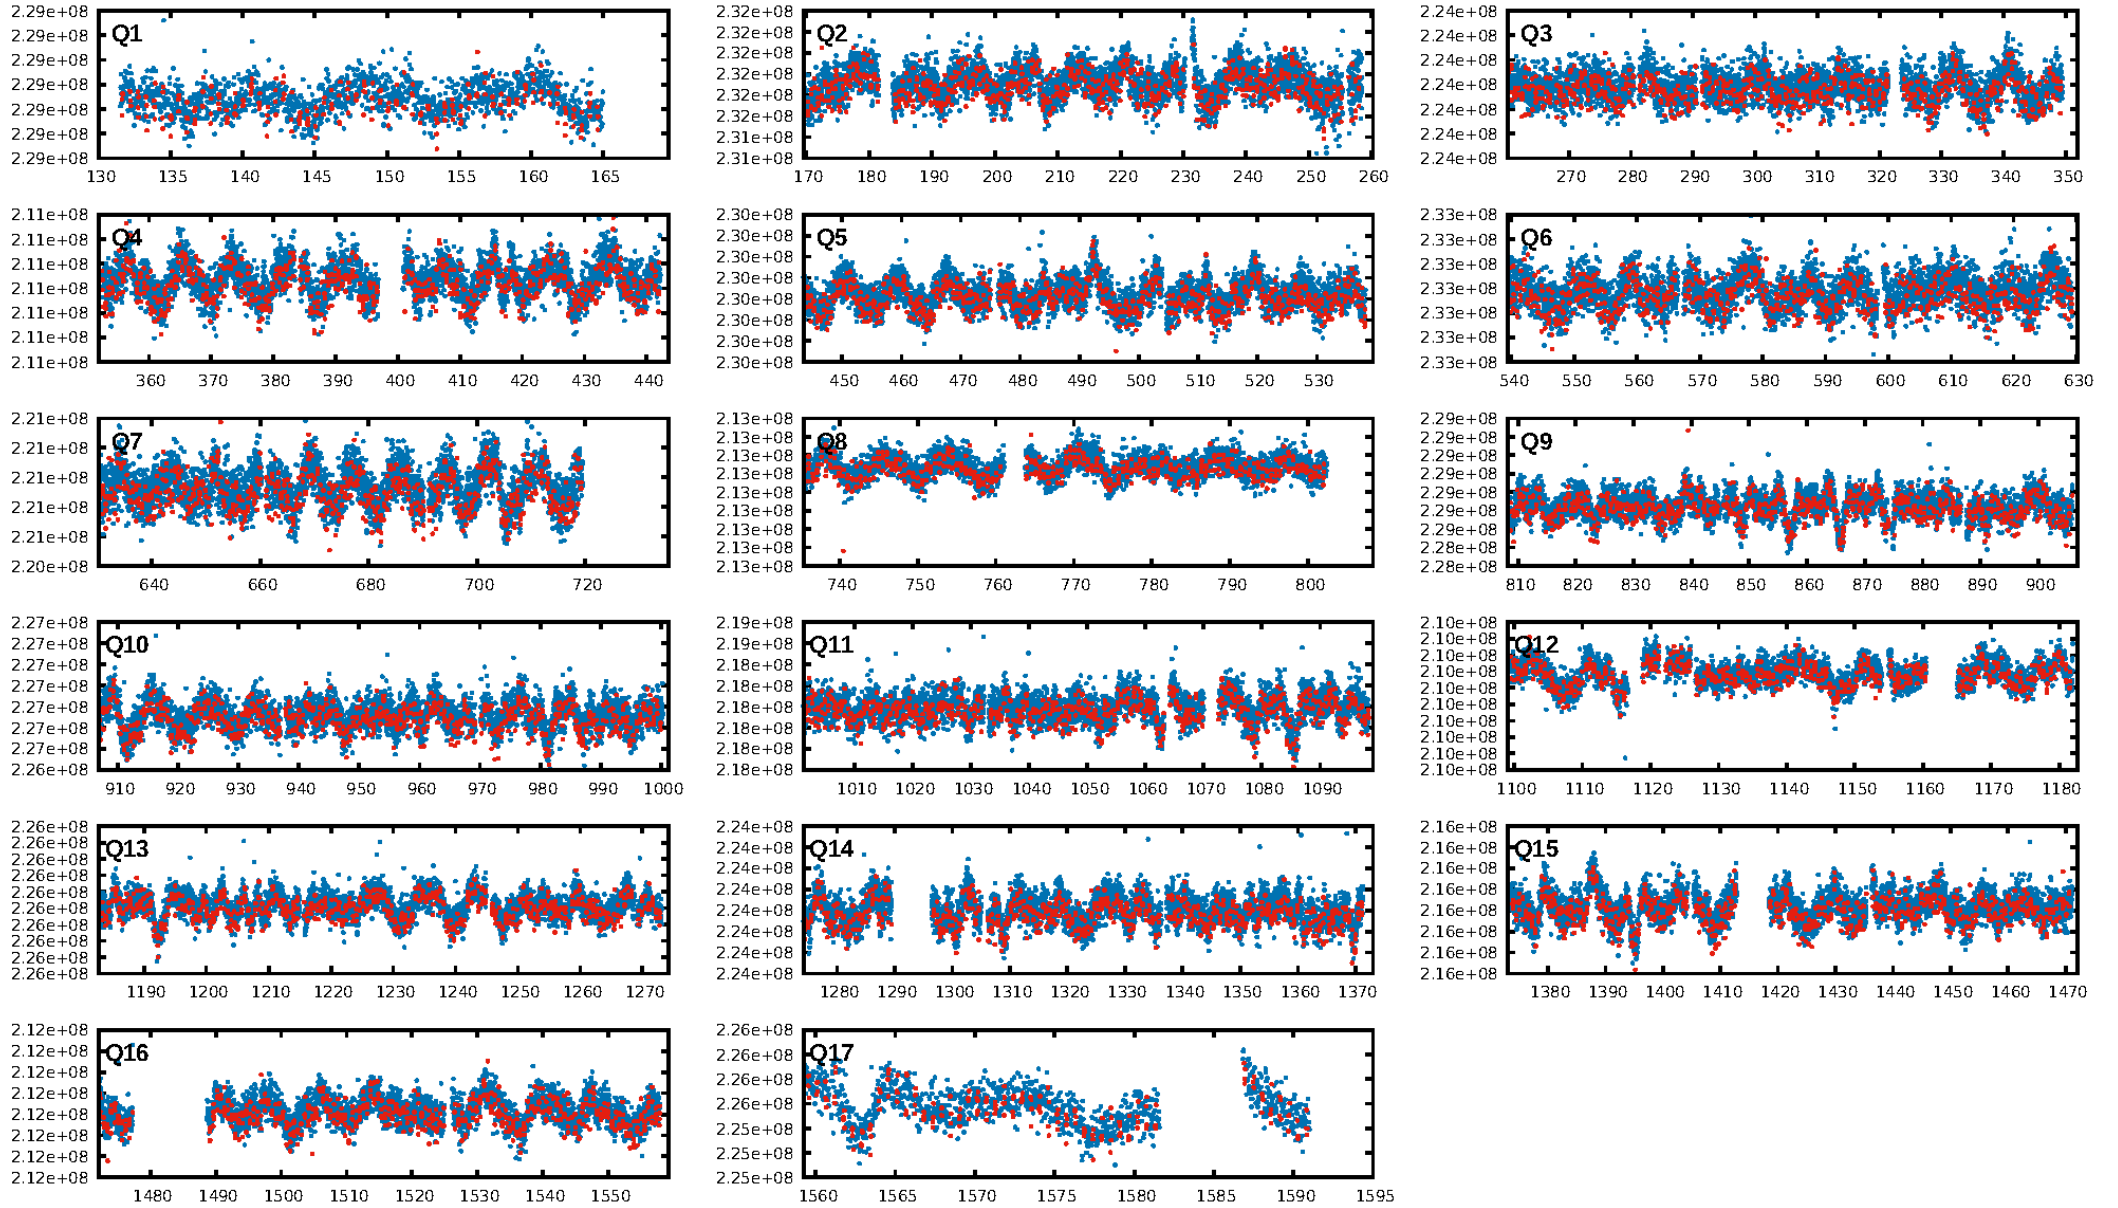 2.29e+08 2.29e+08 2.29e+08 2.29e+08 2.29e+08 2.29e+08 2.29e+08
Q1
130 135 140 145 150 155 160 165
2.32e+08 2.32e+08 2.32e+08 2.32e+08 2.32e+08 2.32e+08 2.31e+08 2.31e+08
Q2
170 180 190 200 210 220 230 240 250 260
2.24e+08 2.24e+08 2.24e+08 2.24e+08 2.24e+08 2.24e+08 2.24e+08
Q3
270 280 290 300 310 320 330 340 350
2.11e+08 2.11e+08 2.11e+08 2.11e+08 2.11e+08 2.11e+08 2.11e+08
Q4
360 370 380 390 400 410 420 430 440
2.30e+08 2.30e+08 2.30e+08 2.30e+08 2.30e+08 2.30e+08 2.30e+08 2.30e+08
Q5
450 460 470 480 490 500 510 520 530
2.33e+08 2.33e+08 2.33e+08 2.33e+08 2.33e+08 2.33e+08 2.33e+08
Q6
540 550 560 570 580 590 600 610 620 630
2.21e+08 2.21e+08 2.21e+08 2.21e+08 2.21e+08 2.20e+08
Q7
640 660 680 700 720
2.13e+08 2.13e+08 2.13e+08 2.13e+08 2.13e+08 2.13e+08 2.13e+08 2.13e+08 2.13e+08
Q8
740 750 760 770 780 790 800
2.29e+08 2.29e+08 2.29e+08 2.29e+08 2.29e+08 2.29e+08 2.29e+08 2.28e+08 2.28e+08
Q9
810 820 830 840 850 860 870 880 890 900
2.27e+08 2.27e+08 2.27e+08 2.27e+08 2.27e+08 2.27e+08 2.27e+08 2.26e+08
Q10
910 920 930 940 950 960 970 980 990 1000
2.19e+08 2.19e+08 2.18e+08 2.18e+08 2.18e+08 2.18e+08 2.18e+08 2.18e+08
Q11
1010 1020 1030 1040 1050 1060 1070 1080 1090
2.10e+08 2.10e+08 2.10e+08 2.10e+08 2.10e+08 2.10e+08 2.10e+08 2.10e+08 2.10e+08 2.10e+08
Q12
1100 1110 1120 1130 1140 1150 1160 1170 1180
2.26e+08 2.26e+08 2.26e+08 2.26e+08 2.26e+08 2.26e+08 2.26e+08 2.26e+08 2.26e+08 2.26e+08
Q13
1190 1200 1210 1220 1230 1240 1250 1260 1270
2.24e+08 2.24e+08 2.24e+08 2.24e+08 2.24e+08 2.24e+08 2.24e+08 2.24e+08
Q14
1280 1290 1300 1310 1320 1330 1340 1350 1360 1370
2.16e+08 2.16e+08 2.16e+08 2.16e+08 2.16e+08 2.16e+08 2.16e+08 2.16e+08
Q15
1380 1390 1400 1410 1420 1430 1440 1450 1460 1470
2.12e+08 2.12e+08 2.12e+08 2.12e+08 2.12e+08 2.12e+08 2.12e+08 2.12e+08
Q16
1480 1490 1500 1510 1520 1530 1540 1550
2.26e+08 2.26e+08 2.26e+08 2.26e+08 2.25e+08 2.25e+08 2.25e+08
Q17
1560 1565 1570 1575 1580 1585 1590 1595